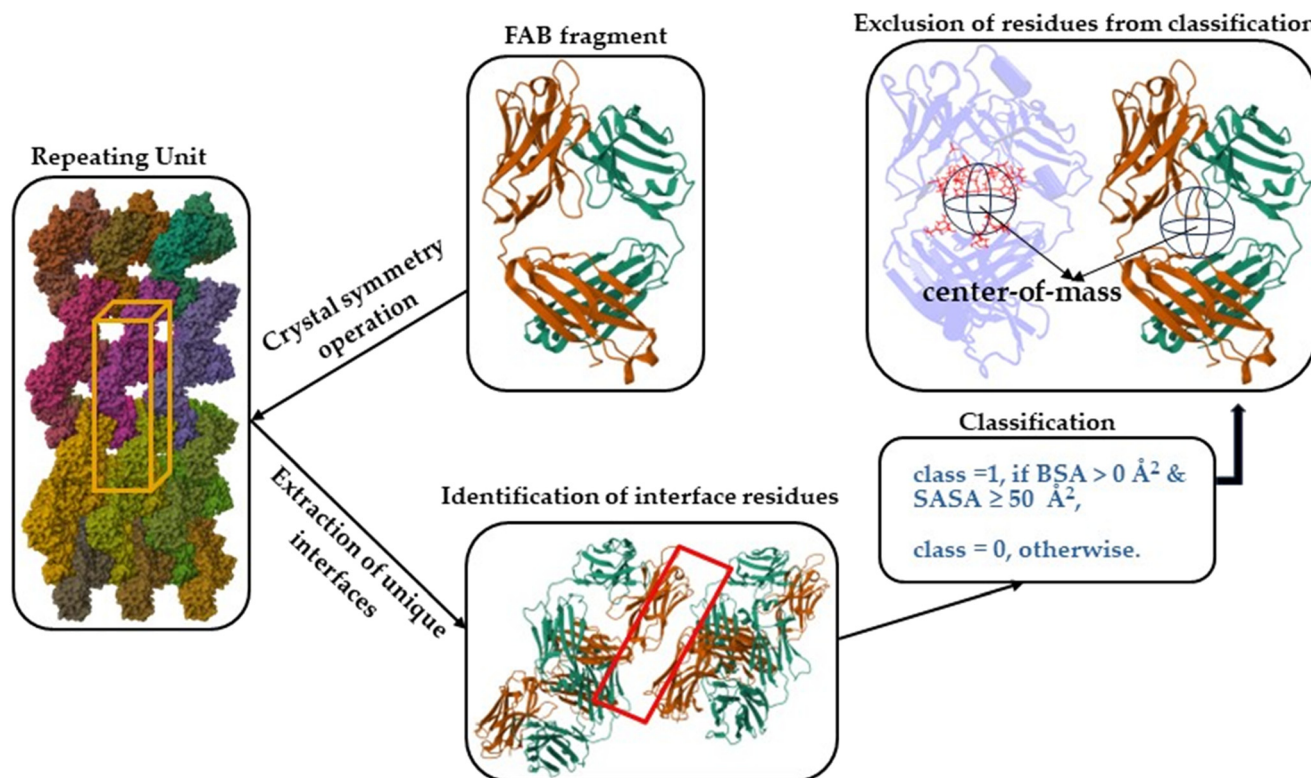 FAB fragment
Exclusion of residues from classification
Repeating Unit
Crystal symmetry
operation
center-of-mass
Extraction of unique
interfaces
Identification of interface residues
Classification
class =1, if BSA > 0 Å² &
SASA ≥ 50 Å²,
class = 0, otherwise.